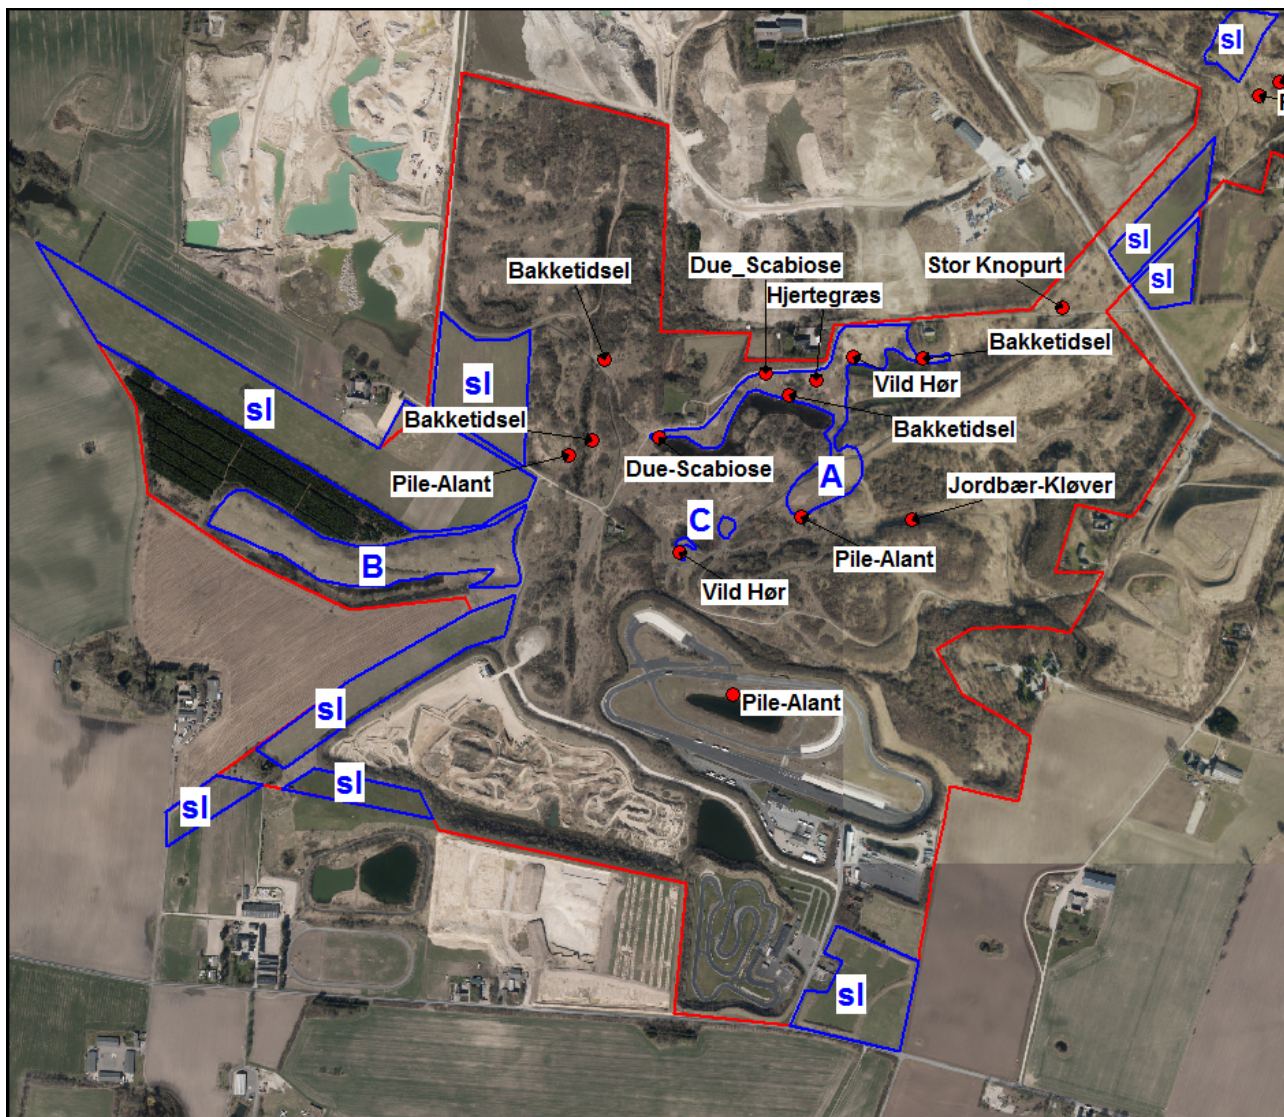 sl
Bakketidsel
Due_Scabiose
Stor Knopurt
Hjertegræs
sl
sl
Bakketidsel
Vild Hør
sl
sl
Bakketidsel
Bakketidsel
Pile-Alant
Due-Scabiose
A
Jordbær-Kløver
C
Pile-Alant
B
Vild Hør
Pile-Alant
sl
sl
sl
sl